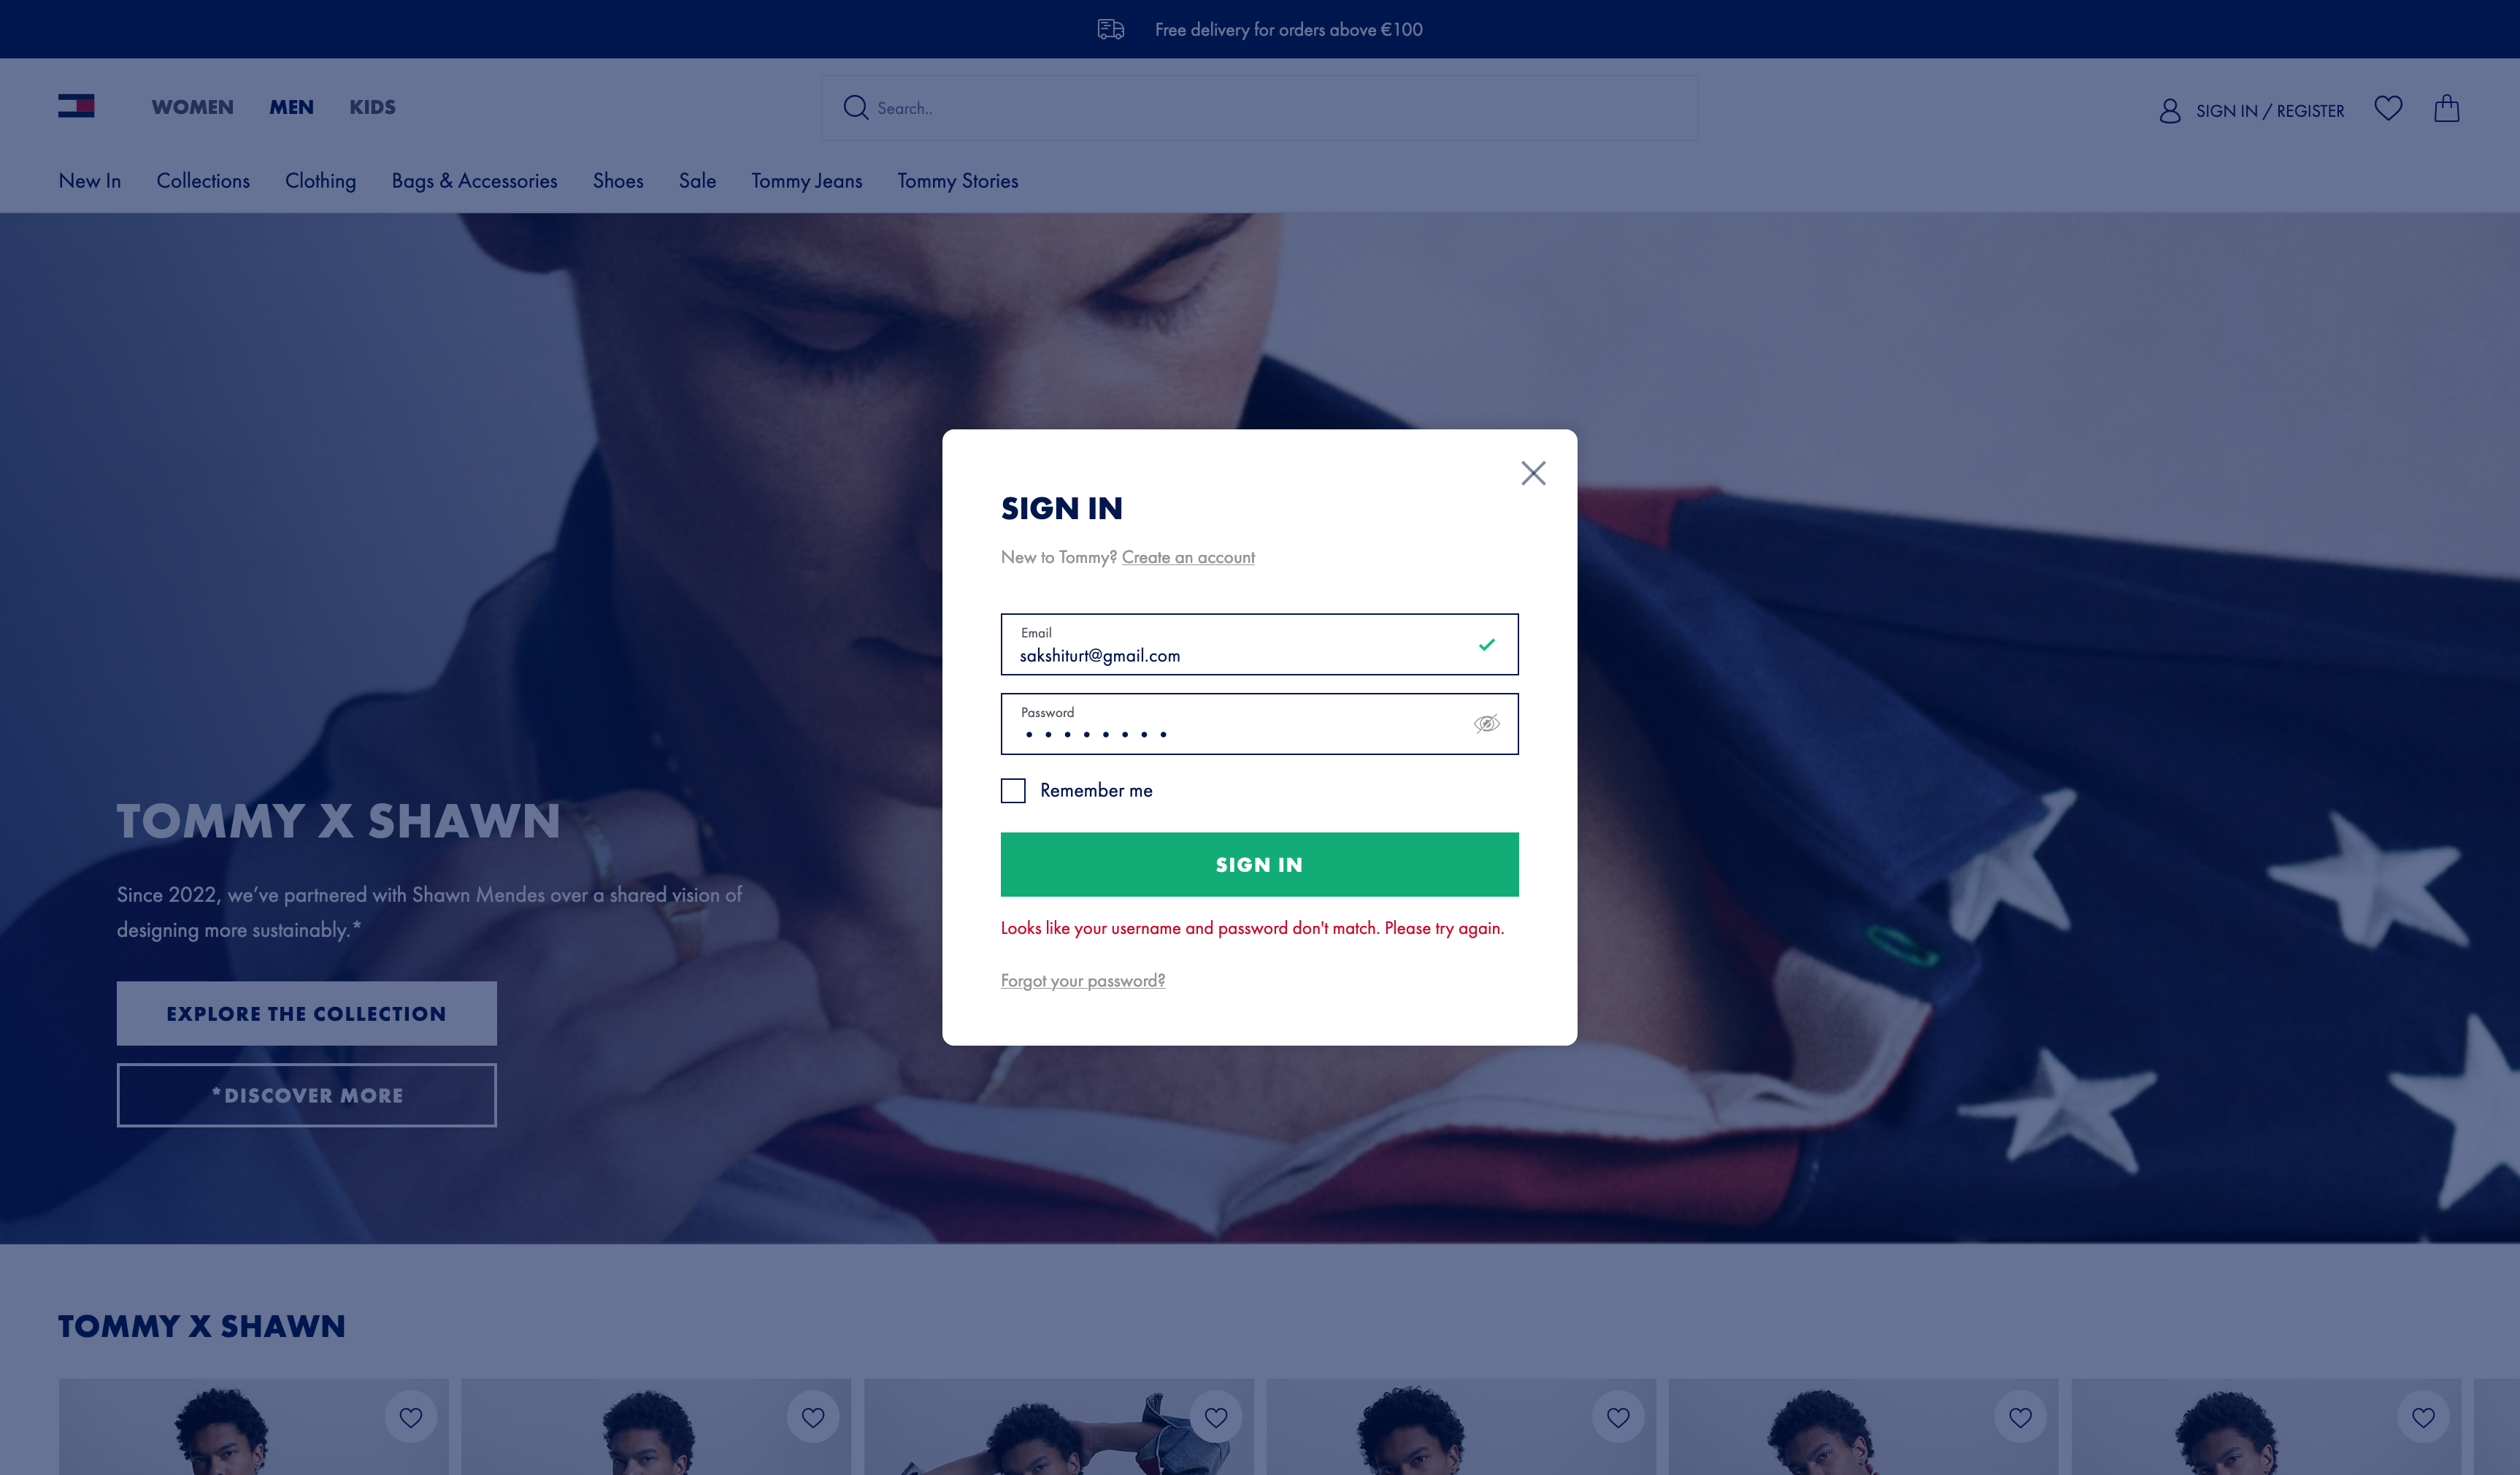 Free delivery for orders above €100
WOMEN MEN KIDS
Search..
SIGN IN / REGISTER
New In Collections Clothing Bags & Accessories Shoes Sale Tommy Jeans Tommy Stories
SIGN IN
New to Tommy? Create an account
Email
sakshiturt@gmail.com
Password
Remember me
SIGN IN
Looks like your username and password don't match. Please try again.
Forgot your password?
TOMMY X SHAWN
Since 2022, we’ve partnered with Shawn Mendes over a shared vision of
designing more sustainably.*
EXPLORE THE COLLECTION
*DISCOVER MORE
TOMMY X SHAWN